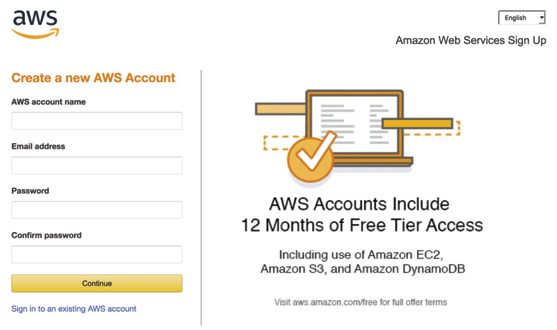 aws
English
Amazon Web Services Sign Up
Create a new AWS Account
AWS account name
Email address
Password
Confirm password
Continue
Sign in to an existing AWS account
AWS Accounts Include
12 Months of Free Tier Access
Including use of Amazon EC2,
Amazon S3, and Amazon DynamoDB
Visit aws.amazon.com/free for full offer terms